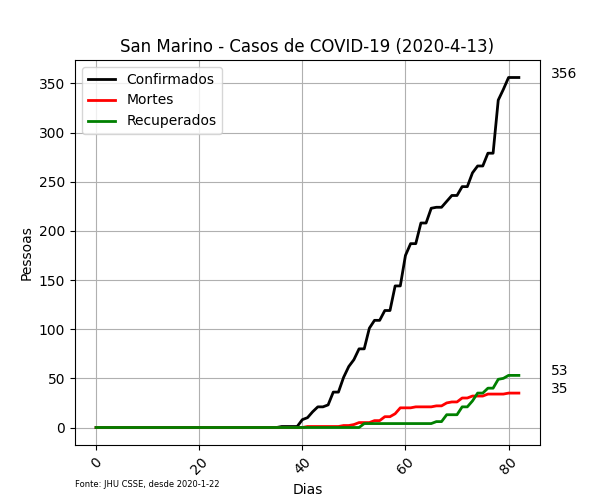 San Marino - Casos de COVID-19 (2020-4-13)
Confirmados
Mortes
Recuperados
356
53
35
Pessoas
350
300
250
200
150
100
50
0
0
20
40
60
80
Dias
Fonte: JHU CSSE, desde 2020-1-22